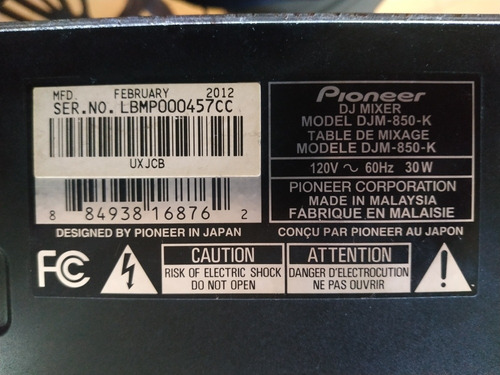 MFD. FEBRUARY 2012
SER.NO. LBMP000457CC
UXJCB
8 84938 16876 2
DESIGNED BY PIONEER IN JAPAN
Pioneer
DJ MIXER
MODEL DJM-850-K
TABLE DE MIXAGE
MODELE DJM-850-K
120V ~ 60Hz 30W
PIONEER CORPORATION
MADE IN MALAYSIA
FABRIQUE EN MALAISIE
CONÇU PAR PIONEER AU JAPON
FC
CAUTION
RISK OF ELECTRIC SHOCK
DO NOT OPEN
ATTENTION
DANGER D'ELECTROCUTION
NE PAS OUVRIR